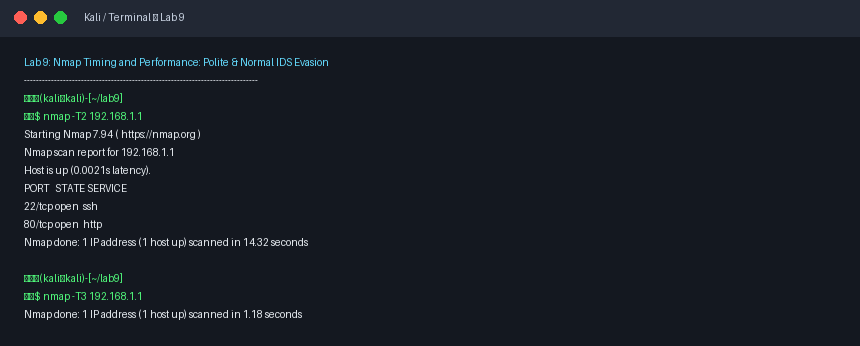 Kali / Terminal Lab 9
Lab 9: Nmap Timing and Performance: Polite & Normal IDS Evasion
------------------------------------------------------------------------------
(kali kali)-[~/lab9]
$ nmap -T2 192.168.1.1
Starting Nmap 7.94 ( https://nmap.org )
Nmap scan report for 192.168.1.1
Host is up (0.0021s latency).
PORT STATE SERVICE
22/tcp open ssh
80/tcp open http
Nmap done: 1 IP address (1 host up) scanned in 14.32 seconds
(kali kali)-[~/lab9]
$ nmap -T3 192.168.1.1
Nmap done: 1 IP address (1 host up) scanned in 1.18 seconds